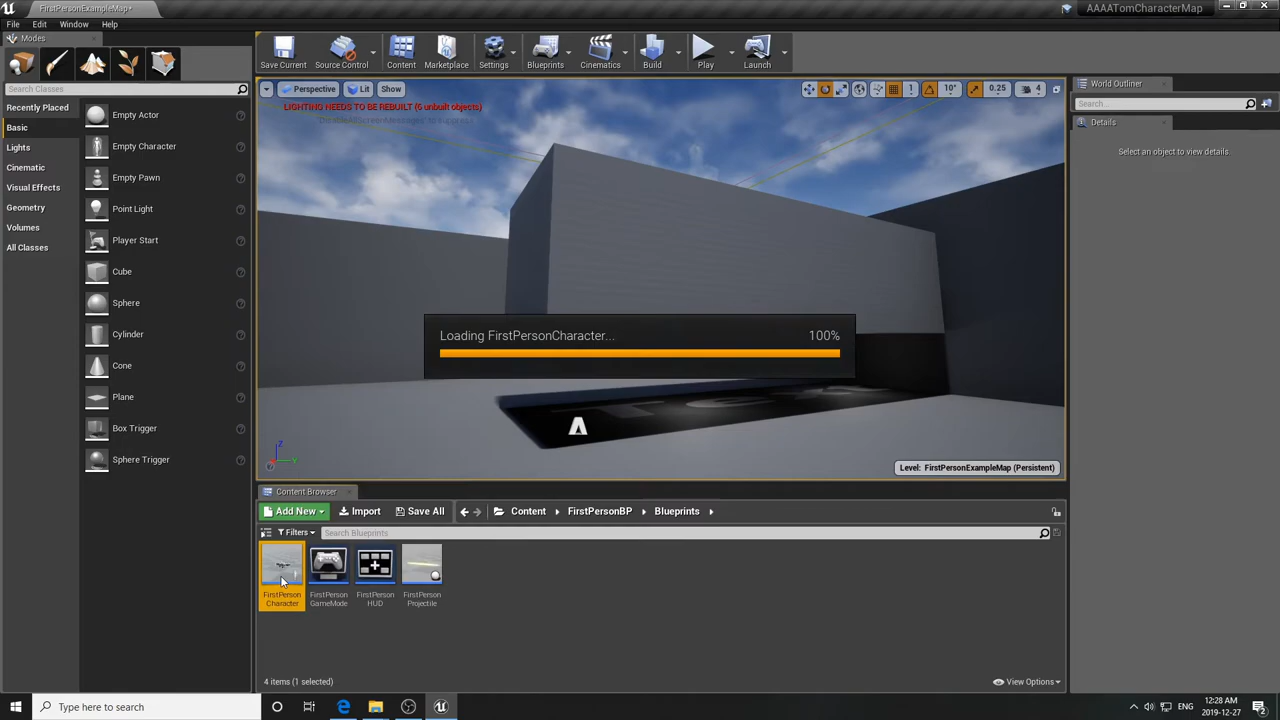 FirstPersonExampleMap*
AAAATomCharacterMap
File Edit Window Help
Modes
Search Classes
Recently Placed
Basic
Lights
Cinematic
Visual Effects
Geometry
Volumes
All Classes
Empty Actor
Empty Character
Empty Pawn
Point Light
Player Start
Cube
Sphere
Cylinder
Cone
Plane
Box Trigger
Sphere Trigger
Save Current
Source Control
Content
Marketplace
Settings
Blueprints
Cinematics
Build
Play
Launch
Perspective Lit Show
1 10° 0.25 4
LIGHTING NEEDS TO BE REBUILT (6 unbuilt objects)
'DisableAllScreenMessages' to suppress
Loading FirstPersonCharacter... 100%
Z
Y
Level: FirstPersonExampleMap (Persistent)
World Outliner
Search...
Details
Select an object to view details.
Content Browser
Add New Import Save All Content FirstPersonBP Blueprints
Filters Search Blueprints
FirstPerson
Character
FirstPerson
GameMode
FirstPerson
HUD
FirstPerson
Projectile
4 items (1 selected)
View Options
Type here to search
ENG
12:28 AM
2019-12-27
2